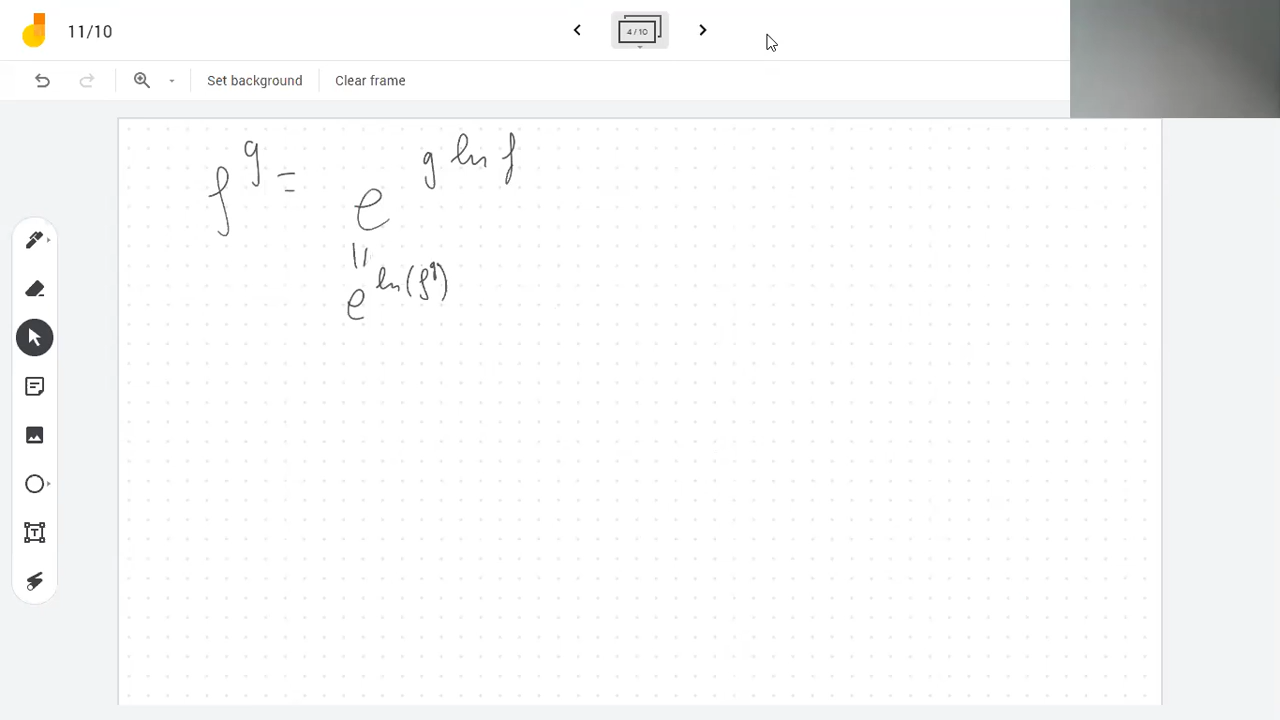 11/10
4 / 10
Set background
Clear frame
f^g = e^{g ln f}
=
e^{ln(f^g)}